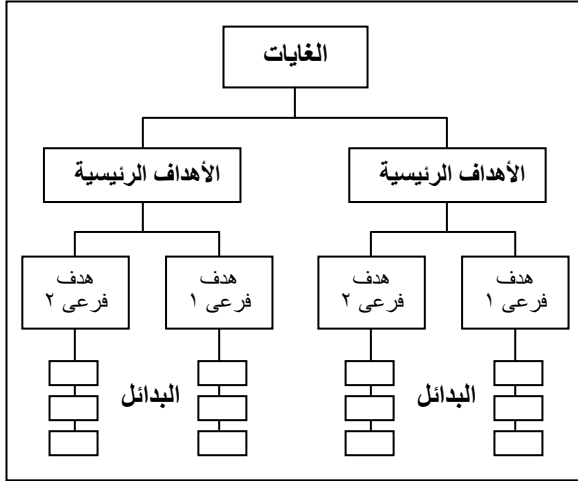 الغايات
الأهداف الرئيسية
الأهداف الرئيسية
هدف
فرعى ١
هدف
فرعى ٢
هدف
فرعى ١
هدف
فرعى ٢
البدائل
البدائل